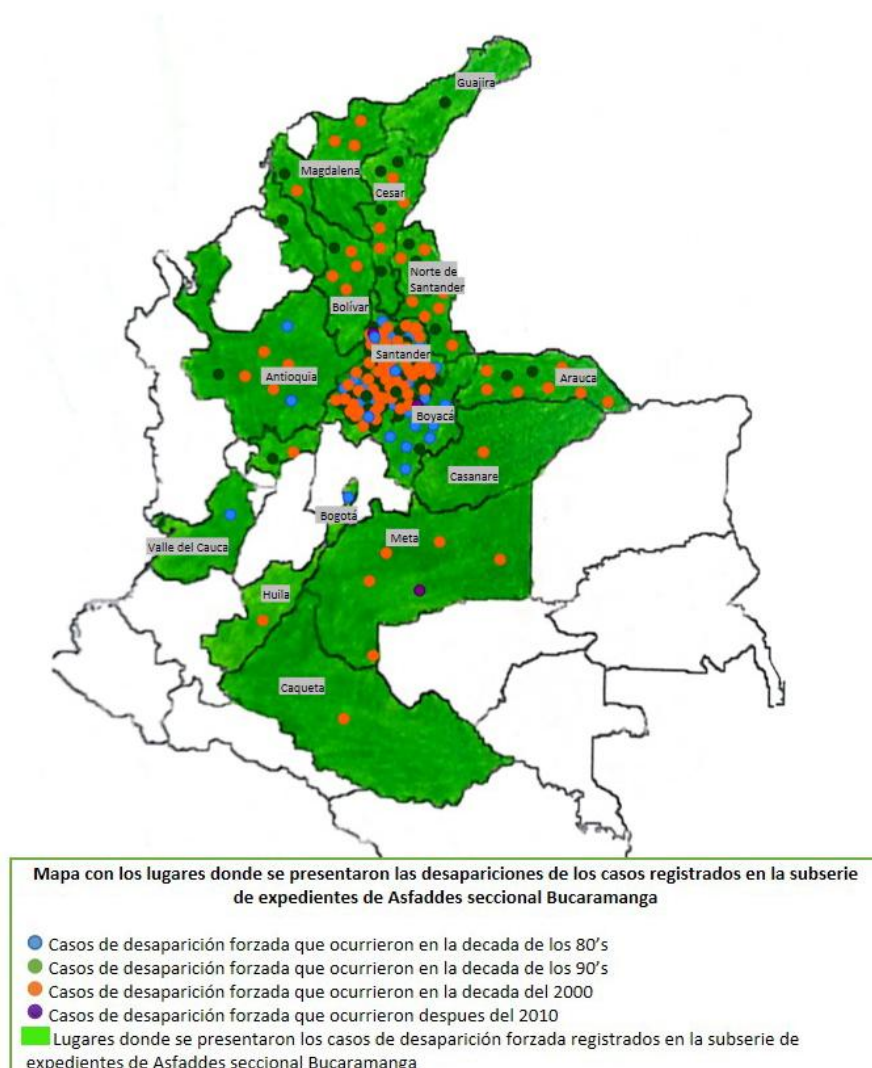 Guajira
Magdalena
Cesar
Norte de
Santander
Bolívar
Santander
Antioquia
Arauca
Boyacá
Casanare
Bogotá
Meta
Valle del Cauca
Huila
Caqueta
Mapa con los lugares donde se presentaron las desapariciones de los casos registrados en la subserie
de expedientes de Asfaddes seccional Bucaramanga
Casos de desaparición forzada que ocurrieron en la decada de los 80’s
Casos de desaparición forzada que ocurrieron en la decada de los 90’s
Casos de desaparición forzada que ocurrieron en la decada del 2000
Casos de desaparición forzada que ocurrieron despues del 2010
Lugares donde se presentaron los casos de desaparición forzada registrados en la subserie de
expedientes de Asfaddes seccional Bucaramanga